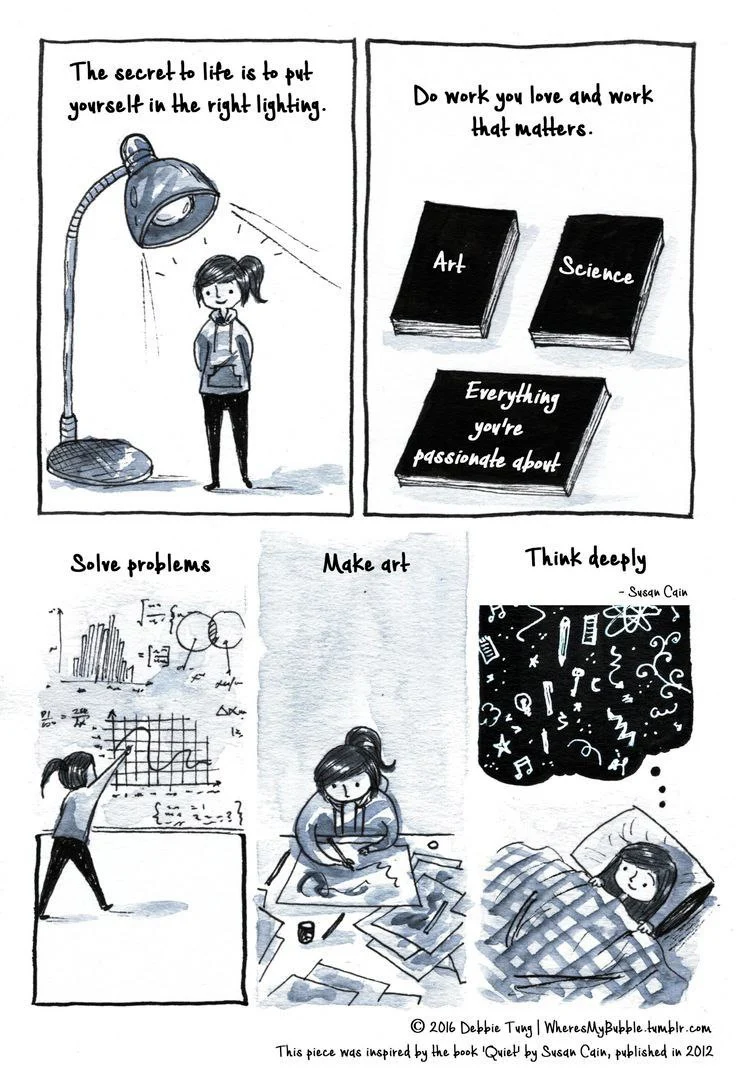 The secret to life is to put
yourself in the right lighting.
Do work you love and work
that matters.
Art
Science
Everything
you're
passionate about
Solve problems
Make art
Think deeply
- Susan Cain
© 2016 Debbie Tung | WheresMyBubble.tumblr.com
This piece was inspired by the book 'Quiet' by Susan Cain, published in 2012